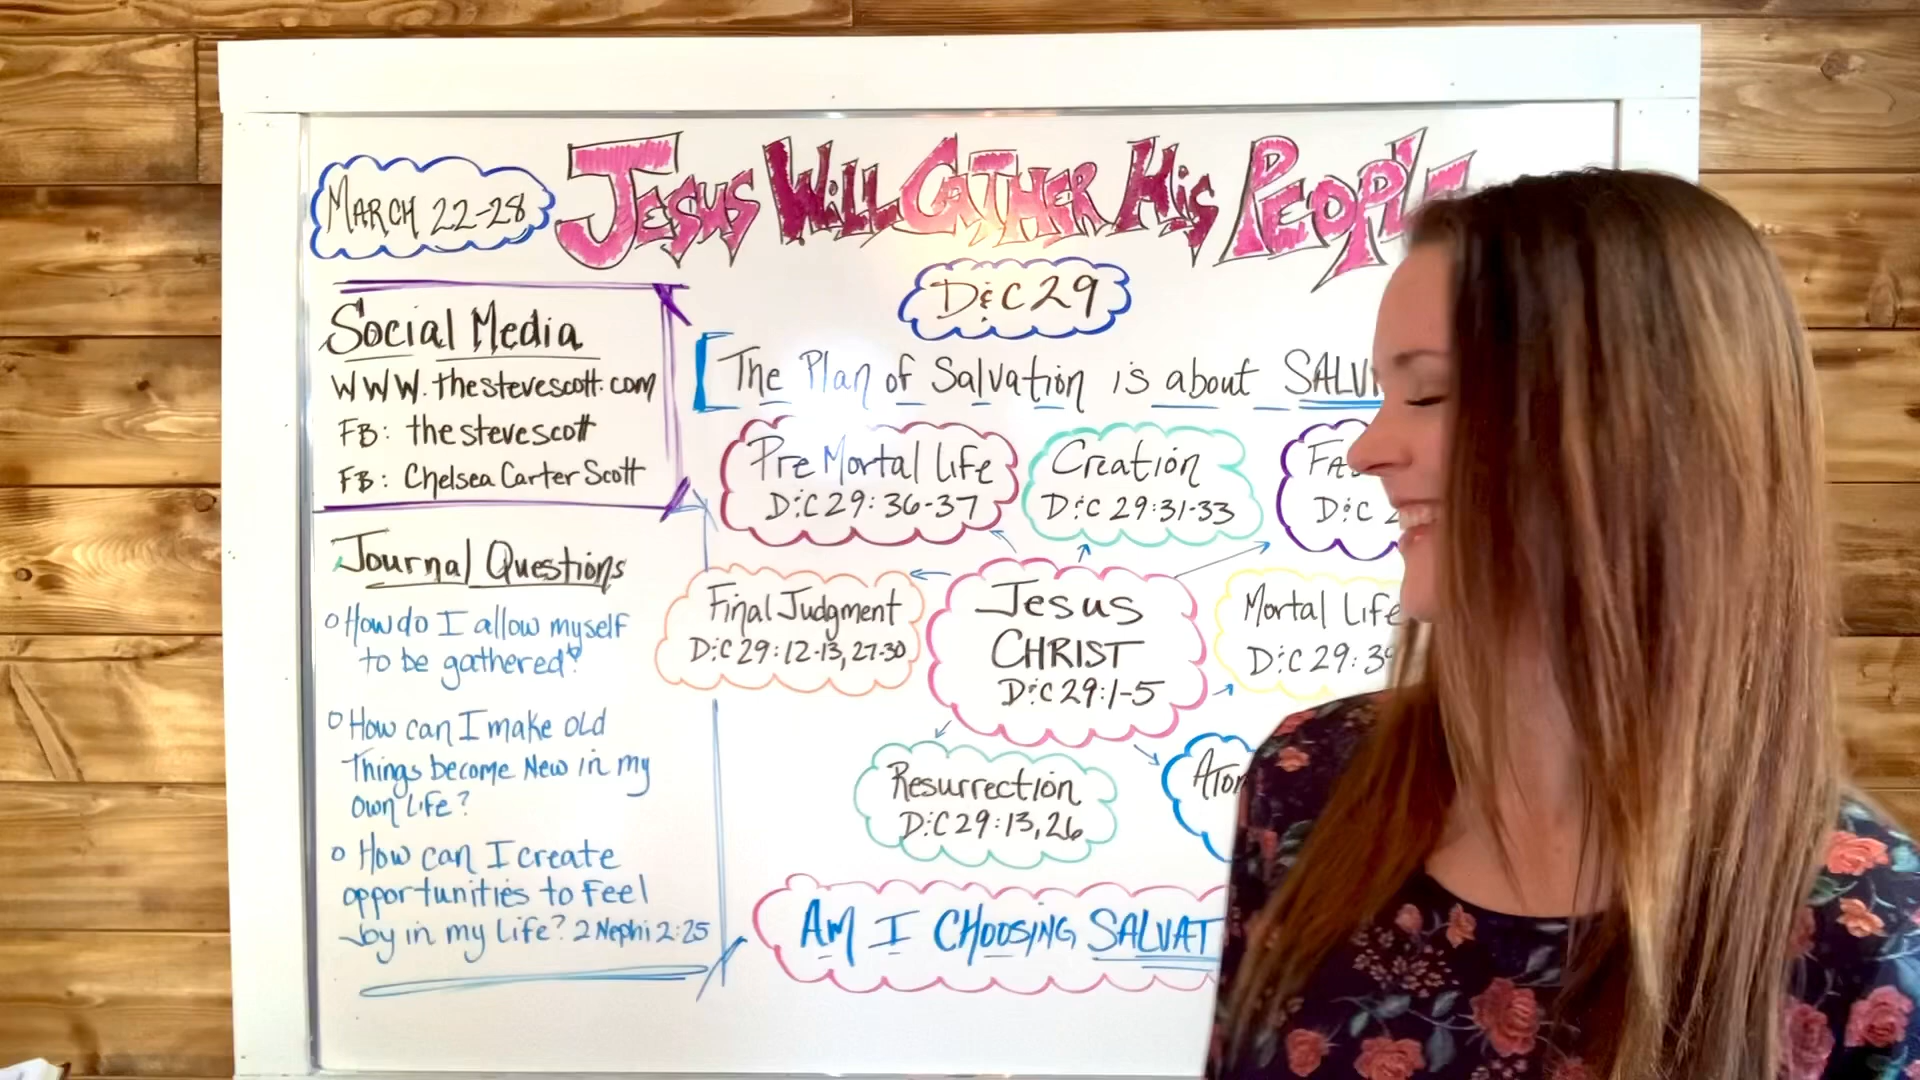 MARCH 22-28
JESUS WILL GATHER HIS PEOPLE
D&C 29
Social Media
WWW.thestevescott.com
FB: thestevescott
FB: Chelsea Carter Scott
[The Plan of Salvation is about
Pre Mortal Life
D&C 29:36-37
Creation
D&C 29:31-33
D&C
Final Judgment
D&C 29:12-13, 27-30
Jesus
CHRIST
D&C 29:1-5
Mortal Life
D&C 29:39
Resurrection
D&C 29:13,26
Journal Questions
o How do I allow myself
to be gathered?
o How can I make old
Things become New in my
own Life?
o How can I create
opportunities to Feel
Joy in my Life? 2 Nephi 2:25
AM I CHOOSING SALVAT